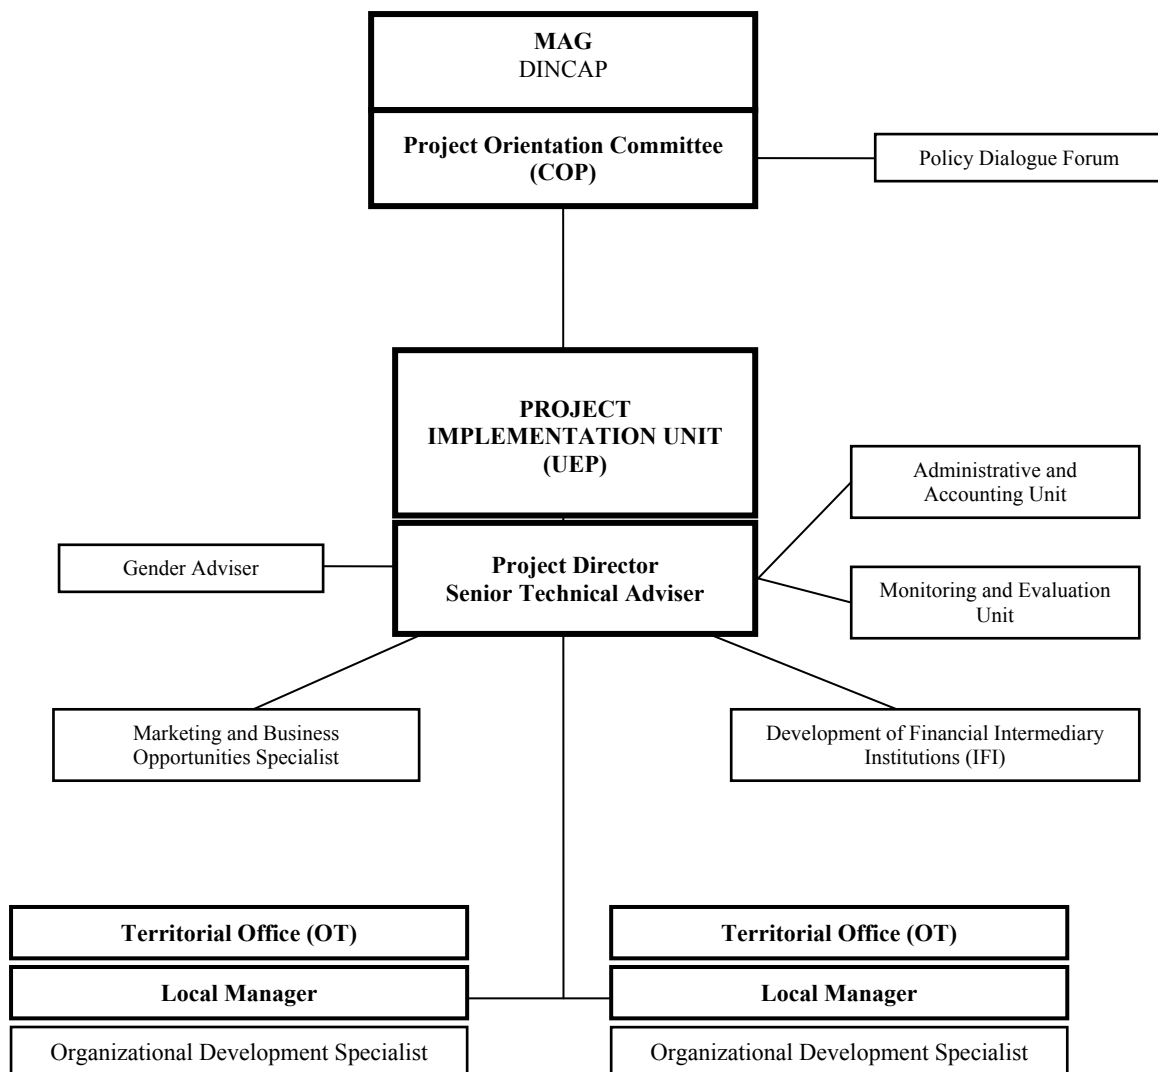 MAG
DINCAP
Project Orientation Committee
(COP)
Policy Dialogue Forum
PROJECT
IMPLEMENTATION UNIT
(UEP)
Administrative and
Accounting Unit
Gender Adviser
Project Director
Senior Technical Adviser
Monitoring and Evaluation
Unit
Marketing and Business
Opportunities Specialist
Development of Financial Intermediary
Institutions (IFI)
Territorial Office (OT)
Local Manager
Organizational Development Specialist
Territorial Office (OT)
Local Manager
Organizational Development Specialist